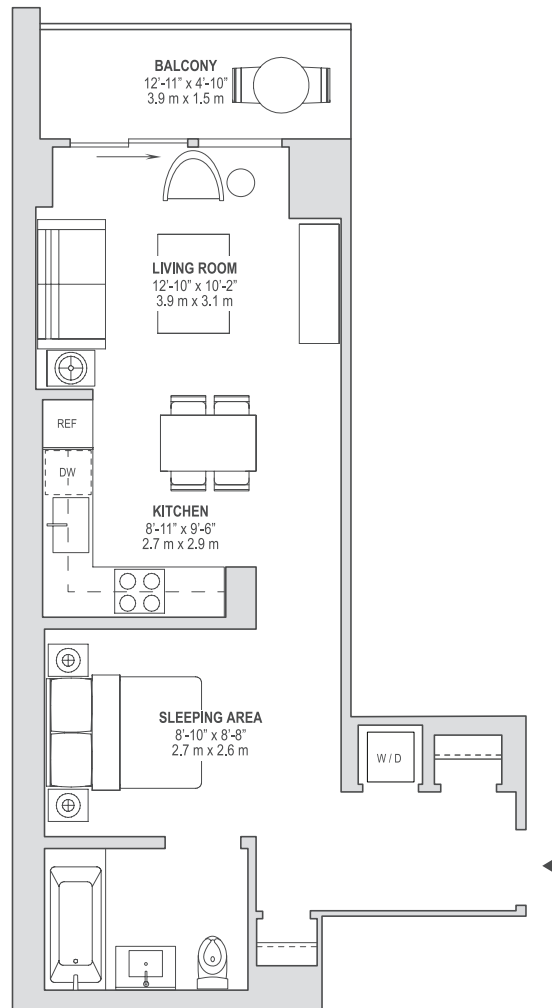 BALCONY
12'-11" x 4'-10"
3.9 m x 1.5 m
LIVING ROOM
12'-10" x 10'-2"
3.9 m x 3.1 m
REF
DW
KITCHEN
8'-11" x 9'-6"
2.7 m x 2.9 m
SLEEPING AREA
8'-10" x 8'-8"
2.7 m x 2.6 m
W / D